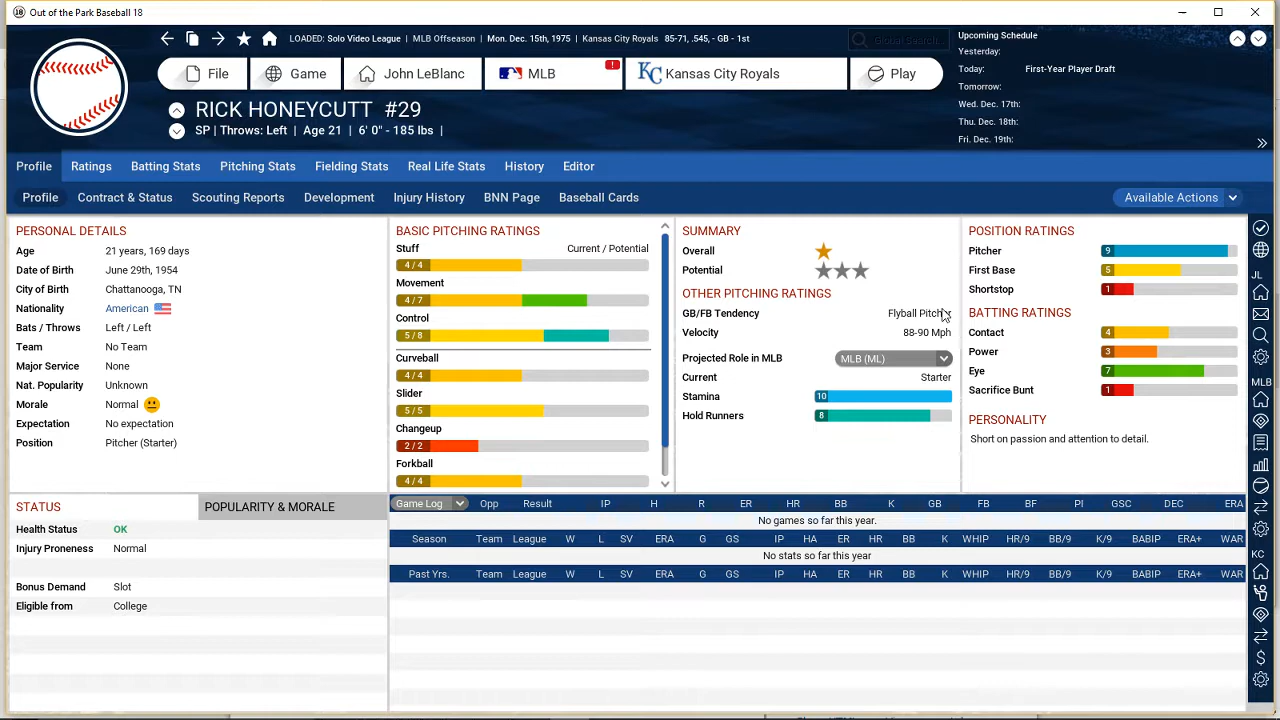 Out of the Park Baseball 18
LOADED: Solo Video League | MLB Offseason | Mon. Dec. 15th, 1975 | Kansas City Royals 85-71, .545, - GB - 1st
Global Search...
File
Game
John LeBlanc
MLB
!
KC Kansas City Royals
Play
Upcoming Schedule
Yesterday:
Today: First-Year Player Draft
Tomorrow:
Wed. Dec. 17th:
Thu. Dec. 18th:
Fri. Dec. 19th:
RICK HONEYCUTT #29
SP | Throws: Left | Age 21 | 6' 0" - 185 lbs |
Profile Ratings Batting Stats Pitching Stats Fielding Stats Real Life Stats History Editor
Profile Contract & Status Scouting Reports Development Injury History BNN Page Baseball Cards Available Actions
PERSONAL DETAILS
Age 21 years, 169 days
Date of Birth June 29th, 1954
City of Birth Chattanooga, TN
Nationality American
Bats / Throws Left / Left
Team No Team
Major Service None
Nat. Popularity Unknown
Morale Normal
Expectation No expectation
Position Pitcher (Starter)
BASIC PITCHING RATINGS
Stuff Current / Potential
4 / 4
Movement
4 / 7
Control
5 / 8
Curveball
4 / 4
Slider
5 / 5
Changeup
2 / 2
Forkball
4 / 4
SUMMARY
Overall
Potential
OTHER PITCHING RATINGS
GB/FB Tendency Flyball Pitcher
Velocity 88-90 Mph
Projected Role in MLB MLB (ML)
Current Starter
Stamina 10
Hold Runners 8
POSITION RATINGS
Pitcher 9
First Base 5
Shortstop 1
BATTING RATINGS
Contact 4
Power 3
Eye 7
Sacrifice Bunt 1
PERSONALITY
Short on passion and attention to detail.
JL
MLB
KC
STATUS
POPULARITY & MORALE
Health Status OK
Injury Proneness Normal
Bonus Demand Slot
Eligible from College
Game Log Opp Result IP H R ER HR BB K GB FB BF PI GSC DEC ERA
No games so far this year.
Season Team League W L SV ERA G GS IP HA ER HR BB K WHIP HR/9 BB/9 K/9 BABIP ERA+ WAR
No stats so far this year
Past Yrs. Team League W L SV ERA G GS IP HA ER HR BB K WHIP HR/9 BB/9 K/9 BABIP ERA+ WAR